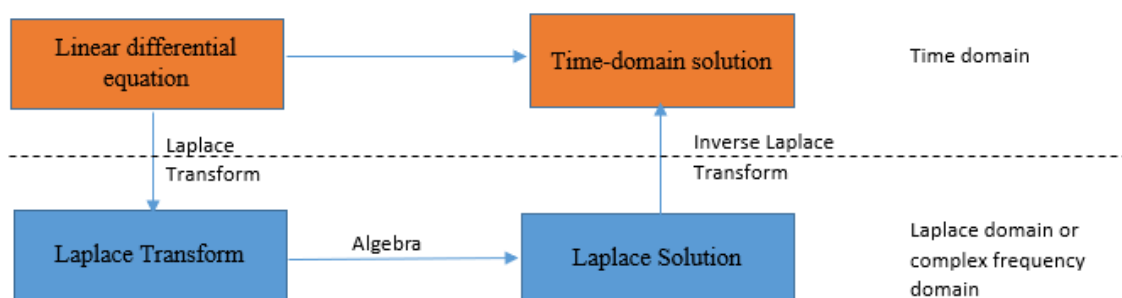 Linear differential
equation
Time-domain solution
Time domain
Laplace
Transform
Inverse Laplace
Transform
Laplace Transform
Algebra
Laplace Solution
Laplace domain or
complex frequency
domain